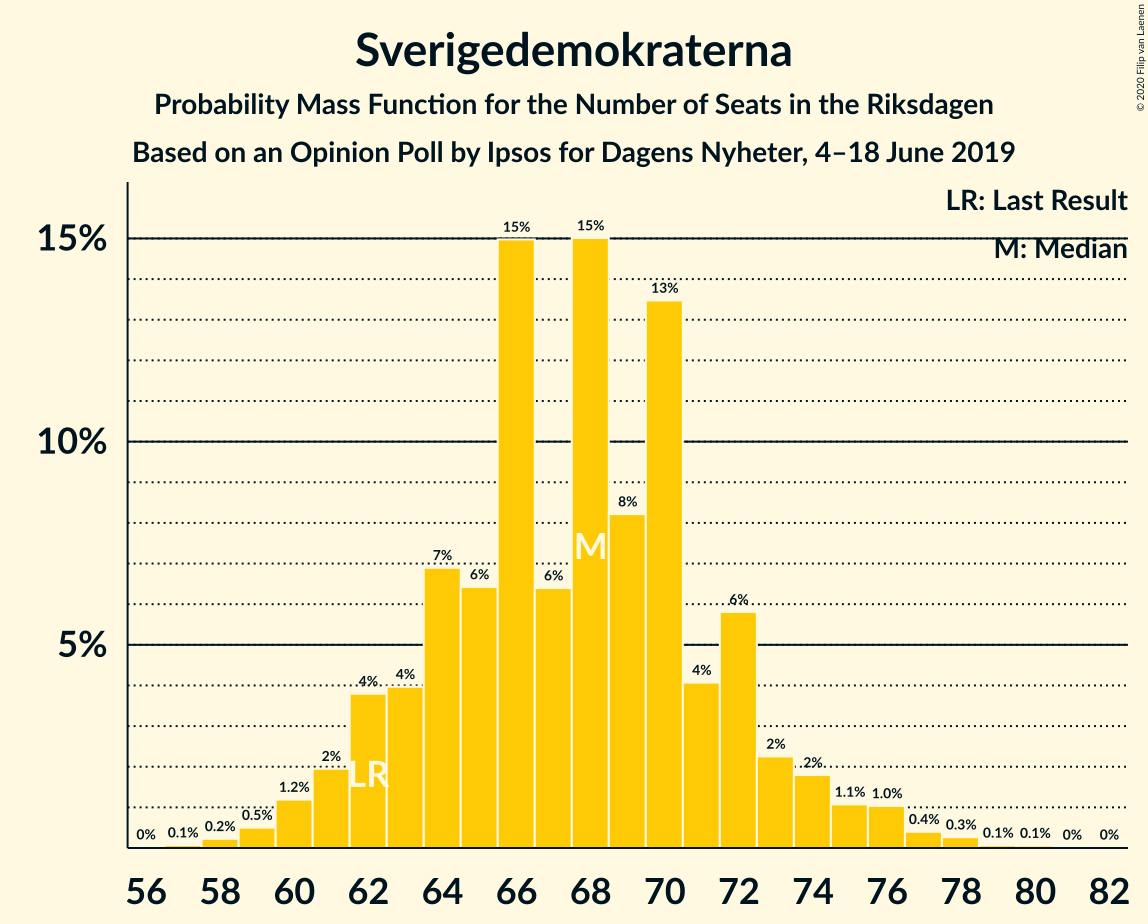 Sverigedemokraterna
Probability Mass Function for the Number of Seats in the Riksdagen
Based on an Opinion Poll by Ipsos for Dagens Nyheter, 4–18 June 2019
© 2020 Filip van Laenen
LR: Last Result
M: Median
15%
10%
5%
0% 0.1% 0.2% 0.5% 1.2% 2% 4% 4% 7% 6% 15% 6% 15% 8% 13% 4% 6% 2% 2% 1.1% 1.0% 0.4% 0.3% 0.1% 0.1% 0% 0%
M
LR
56 58 60 62 64 66 68 70 72 74 76 78 80 82